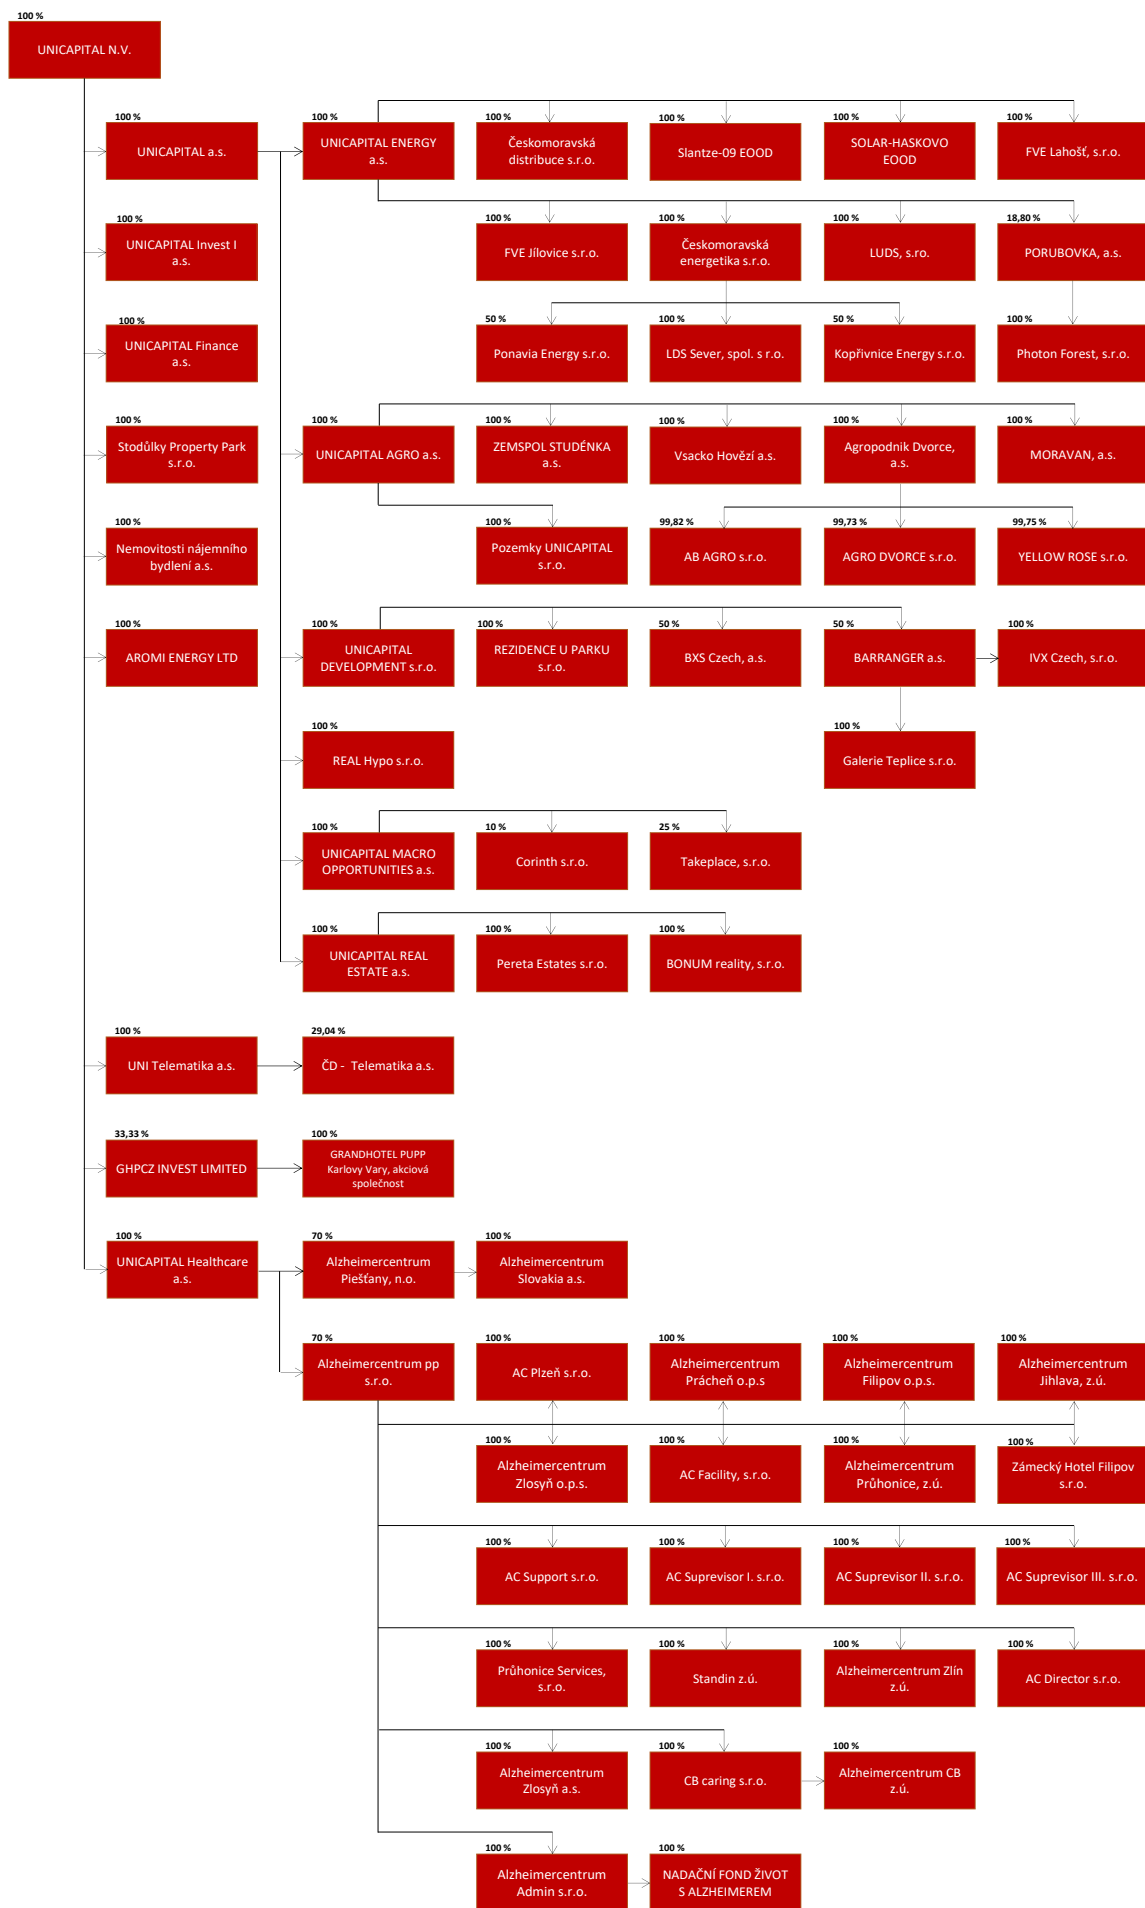 100 %
UNICAPITAL N.V.
100 %
UNICAPITAL a.s.
100 %
UNICAPITAL ENERGY
a.s.
100 %
Českomoravská
distribuce s.r.o.
100 %
Slantze-09 EOOD
100 %
SOLAR-HASKOVO
EOOD
100 %
FVE Lahošť, s.r.o.
100 %
UNICAPITAL Invest I
a.s.
100 %
FVE Jílovice s.r.o.
100 %
Českomoravská
energetika s.r.o.
100 %
LUDS, s.ro.
18,80 %
PORUBOVKA, a.s.
100 %
UNICAPITAL Finance
a.s.
50 %
Ponavia Energy s.r.o.
100 %
LDS Sever, spol. s r.o.
50 %
Kopřivnice Energy s.r.o.
100 %
Photon Forest, s.r.o.
100 %
Stodůlky Property Park
s.r.o.
100 %
UNICAPITAL AGRO a.s.
100 %
ZEMSPOL STUDÉNKA
a.s.
100 %
Vsacko Hovězí a.s.
100 %
Agropodnik Dvorce,
a.s.
100 %
MORAVAN, a.s.
100 %
Nemovitosti nájemního
bydlení a.s.
100 %
Pozemky UNICAPITAL
s.r.o.
99,82 %
AB AGRO s.r.o.
99,73 %
AGRO DVORCE s.r.o.
99,75 %
YELLOW ROSE s.r.o.
100 %
AROMI ENERGY LTD
100 %
UNICAPITAL
DEVELOPMENT s.r.o.
100 %
REZIDENCE U PARKU
s.r.o.
50 %
BXS Czech, a.s.
50 %
BARRANGER a.s.
100 %
IVX Czech, s.r.o.
100 %
REAL Hypo s.r.o.
100 %
Galerie Teplice s.r.o.
100 %
UNICAPITAL MACRO
OPPORTUNITIES a.s.
10 %
Corinth s.r.o.
25 %
Takeplace, s.r.o.
100 %
UNICAPITAL REAL
ESTATE a.s.
100 %
Pereta Estates s.r.o.
100 %
BONUM reality, s.r.o.
100 %
UNI Telematika a.s.
29,04 %
ČD - Telematika a.s.
33,33 %
GHPCZ INVEST LIMITED
100 %
GRANDHOTEL PUPP
Karlovy Vary, akciová
společnost
100 %
UNICAPITAL Healthcare
a.s.
70 %
Alzheimercentrum
Piešťany, n.o.
100 %
Alzheimercentrum
Slovakia a.s.
70 %
Alzheimercentrum pp
s.r.o.
100 %
AC Plzeň s.r.o.
100 %
Alzheimercentrum
Prácheň o.p.s
100 %
Alzheimercentrum
Filipov o.p.s.
100 %
Alzheimercentrum
Jihlava, z.ú.
100 %
Alzheimercentrum
Zlosyň o.p.s.
100 %
AC Facility, s.r.o.
100 %
Alzheimercentrum
Průhonice, z.ú.
100 %
Zámecký Hotel Filipov
s.r.o.
100 %
AC Support s.r.o.
100 %
AC Suprevisor I. s.r.o.
100 %
AC Suprevisor II. s.r.o.
100 %
AC Suprevisor III. s.r.o.
100 %
Průhonice Services,
s.r.o.
100 %
Standin z.ú.
100 %
Alzheimercentrum Zlín
z.ú.
100 %
AC Director s.r.o.
100 %
Alzheimercentrum
Zlosyň a.s.
100 %
CB caring s.r.o.
100 %
Alzheimercentrum CB
z.ú.
100 %
Alzheimercentrum
Admin s.r.o.
100 %
NADAČNÍ FOND ŽIVOT
S ALZHEIMEREM